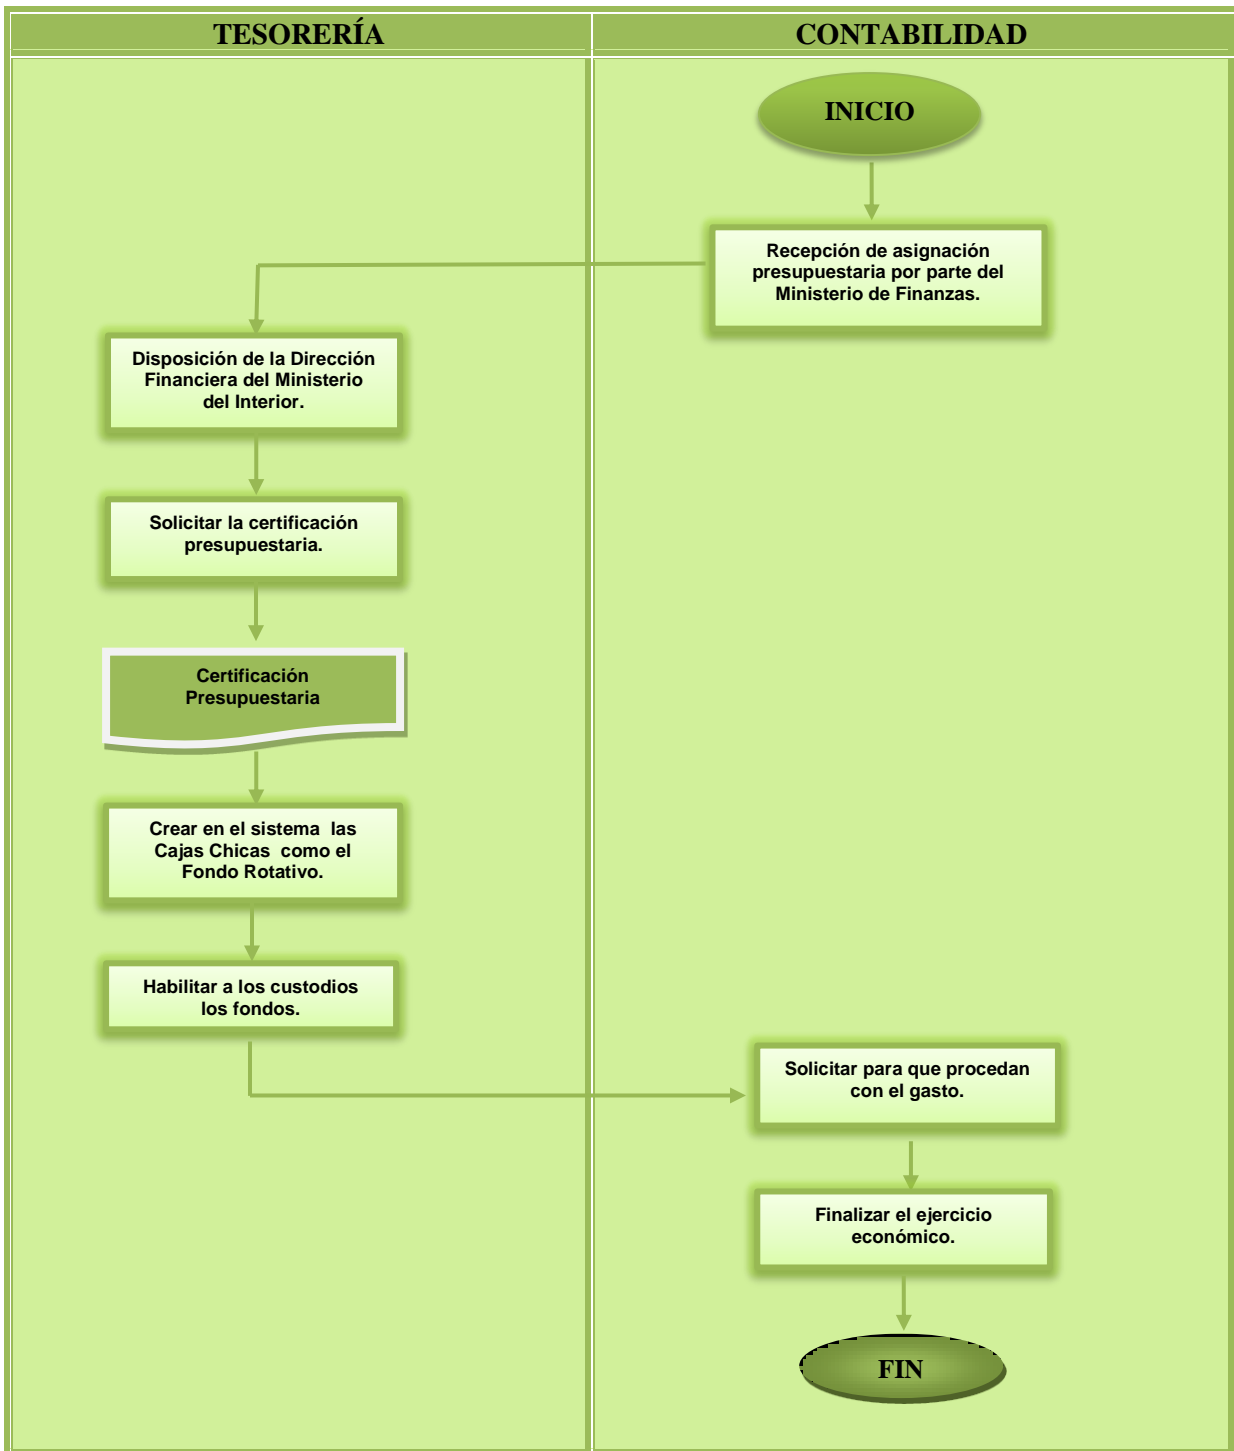 TESORERÍA
CONTABILIDAD
INICIO
Recepción de asignación
presupuestaria por parte del
Ministerio de Finanzas.
Disposición de la Dirección
Financiera del Ministerio
del Interior.
Solicitar la certificación
presupuestaria.
Certificación
Presupuestaria
Crear en el sistema las
Cajas Chicas como el
Fondo Rotativo.
Habilitar a los custodios
los fondos.
Solicitar para que procedan
con el gasto.
Finalizar el ejercicio
económico.
FIN